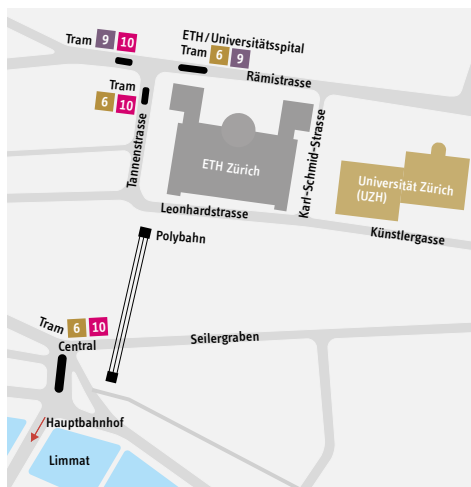 ETH/Universitätsspital
Tram 9 10
Tram 6 9
Rämistrasse
Tram
6 10
Tannenstrasse
ETH Zürich
Karl-Schmid-Strasse
Universität Zürich
(UZH)
Leonhardstrasse
Künstlergasse
Polybahn
Tram 6 10
Central
Seilergraben
Hauptbahnhof
Limmat